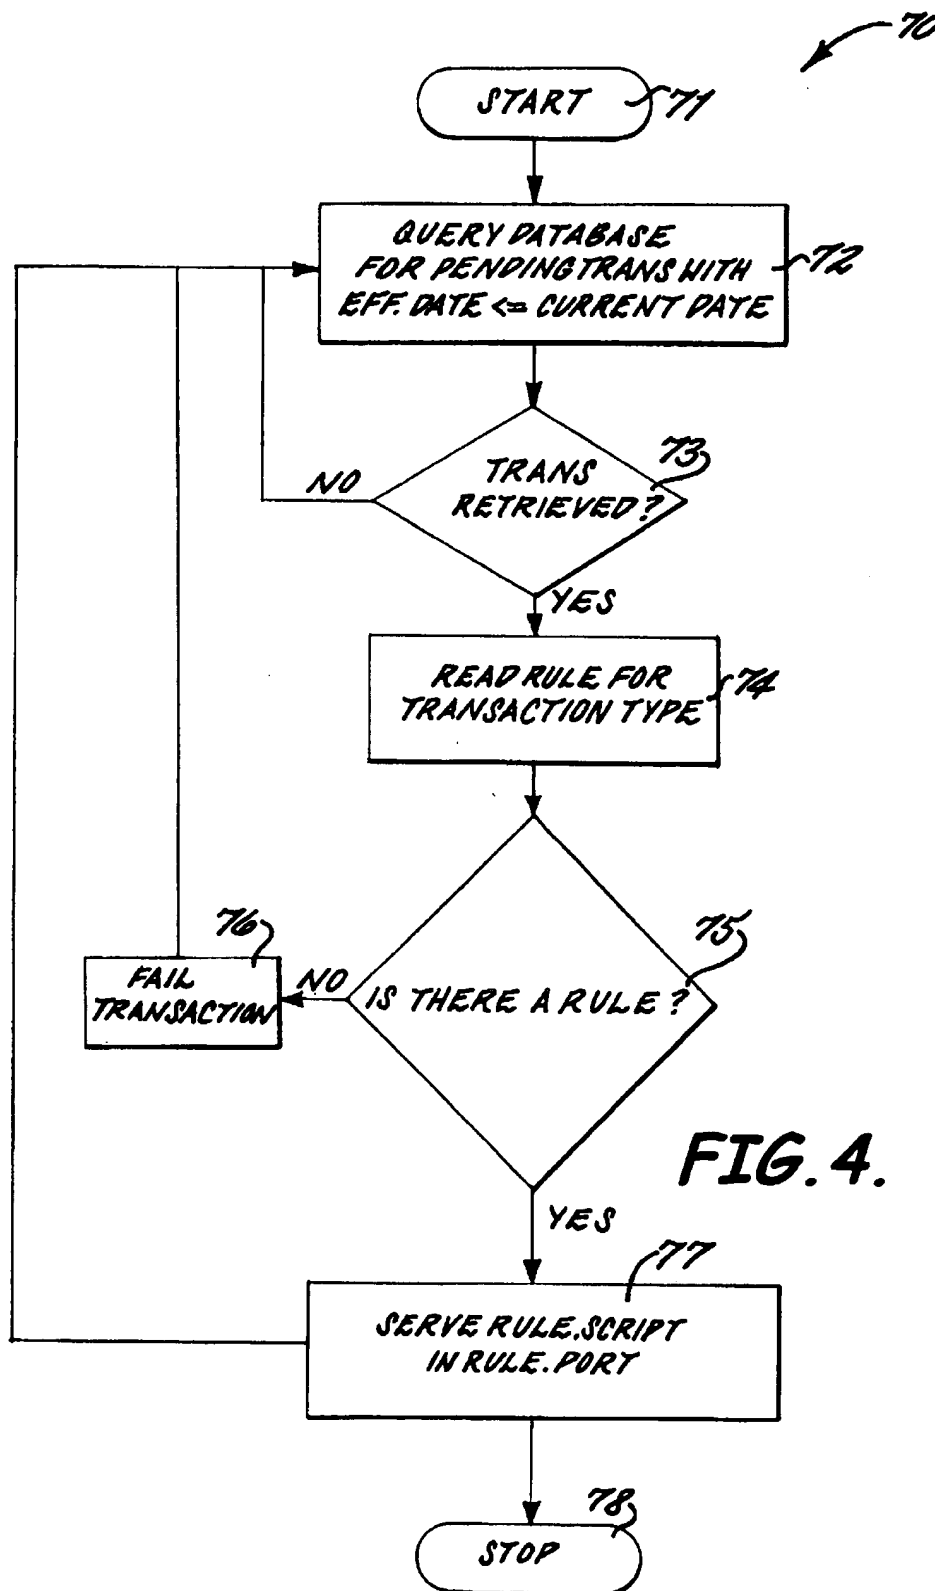 70
START 71
QUERY DATABASE
FOR PENDING TRANS WITH
EFF. DATE <= CURRENT DATE
72
TRANS
RETRIEVED?
73
NO
YES
READ RULE FOR
TRANSACTION TYPE
74
IS THERE A RULE?
75
NO
76
FAIL
TRANSACTION
FIG. 4.
YES
77
SERVE RULE.SCRIPT
IN RULE.PORT
78
STOP